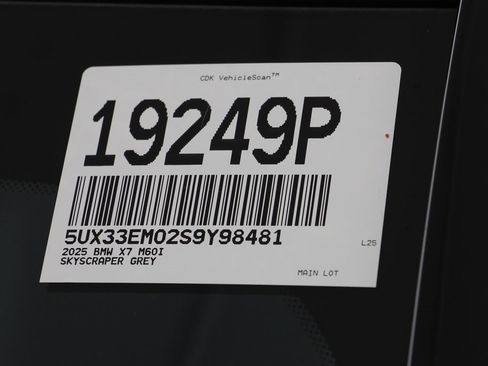 CDK VehicleScan™
19249P
5UX33EM02S9Y98481
2025 BMW X7 M60I
SKYSCRAPER GREY
L25
MAIN LOT